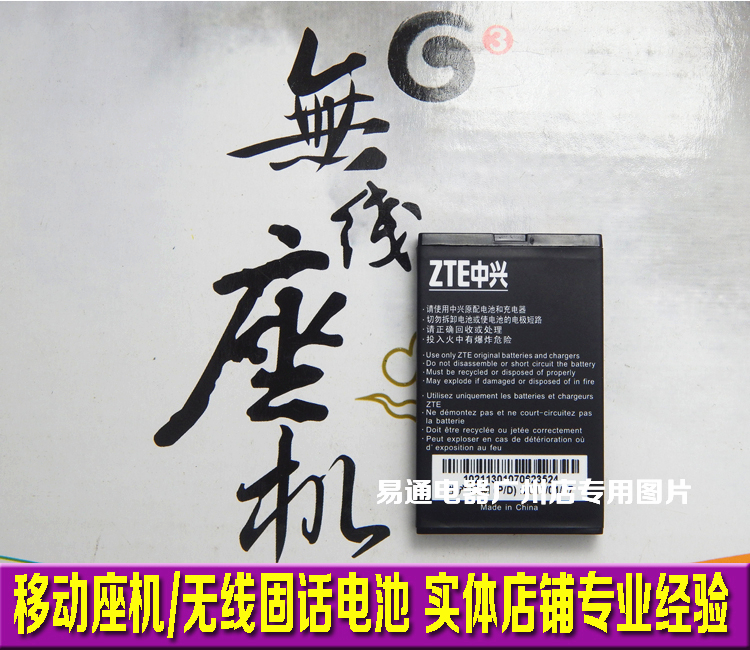 3
無
线
座
机
ZTE中兴
·请使用中兴原配电池和充电器
·切勿拆卸电池或使电池的电极短路
·请正确回收或处理
·投入火中有爆炸危险
·Use only ZTE original batteries and chargers
·Do not disassemble or short circuit the battery
·Must be recycled or disposed of properly
·May explode if damaged or disposed of in fire
·Utilisez uniquement les batteries et chargeurs
ZTE
·Ne démontez pas et ne court-circuitez pas
la batterie
·Doit être recyclée ou jetée correctement
·Peut exploser en cas de détérioration où
d' exposition au feu
易通电器广州店专用图片
Made in China
移动座机/无线固话电池 实体店铺专业经验